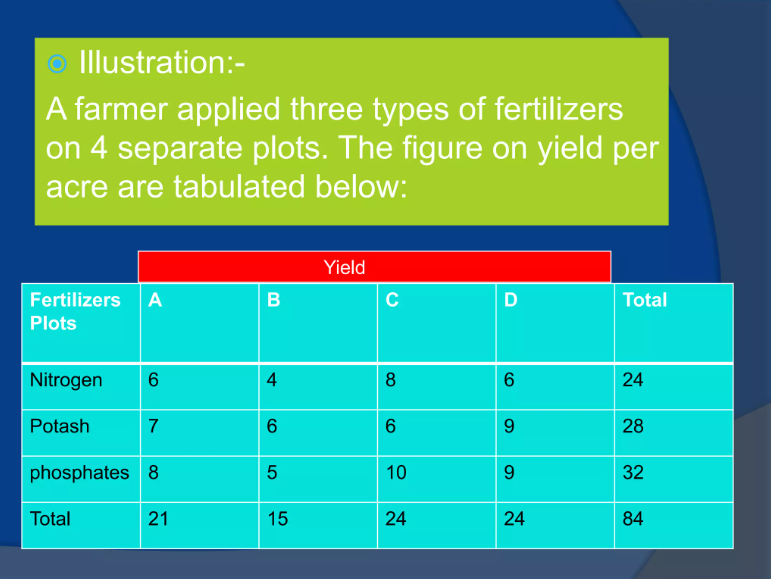 Illustration:-
A farmer applied three types of fertilizers
on 4 separate plots. The figure on yield per
acre are tabulated below:
Yield
Fertilizers Plots A B C D Total
Nitrogen 6 4 8 6 24
Potash 7 6 6 9 28
phosphates 8 5 10 9 32
Total 21 15 24 24 84